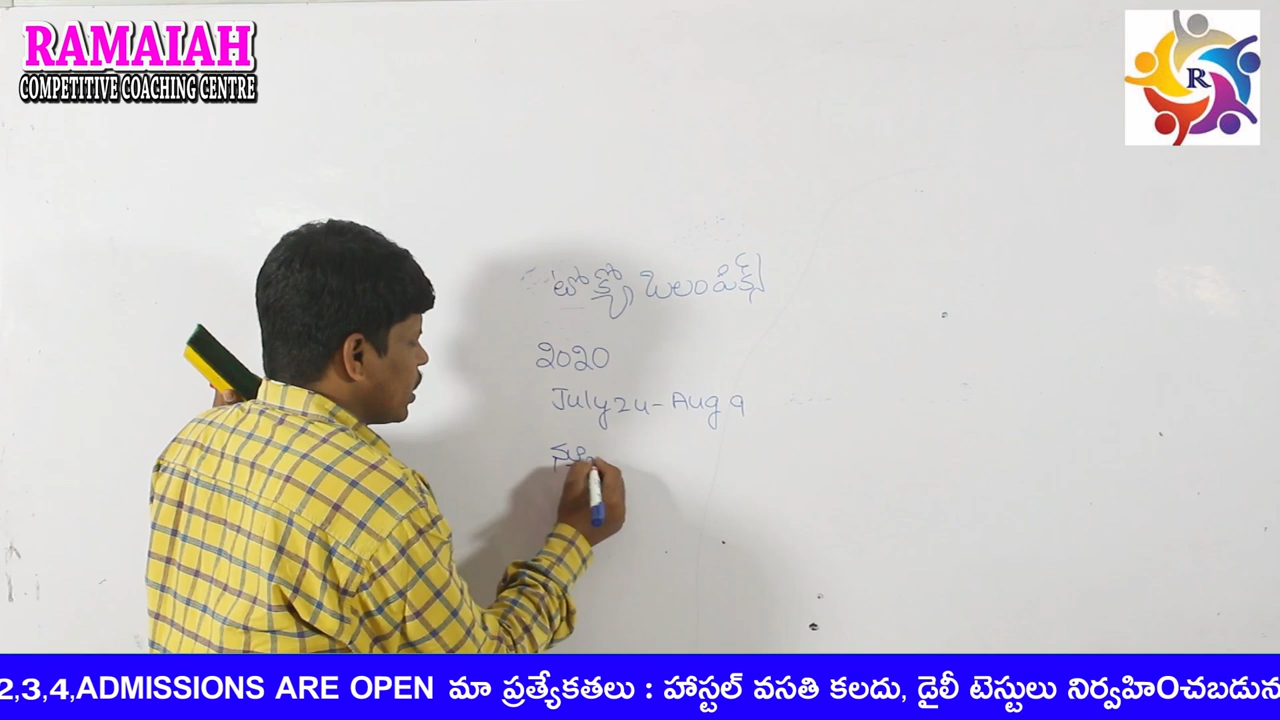 RAMAIAH
COMPETITIVE COACHING CENTRE
R
టోక్యో ఒలంపిక్స్
2020
July 24 - Aug 9
2,3,4,ADMISSIONS ARE OPEN మా ప్రత్యేకతలు : హాస్టల్ వసతి కలదు, డైలీ టెస్టులు నిర్వహించబడున